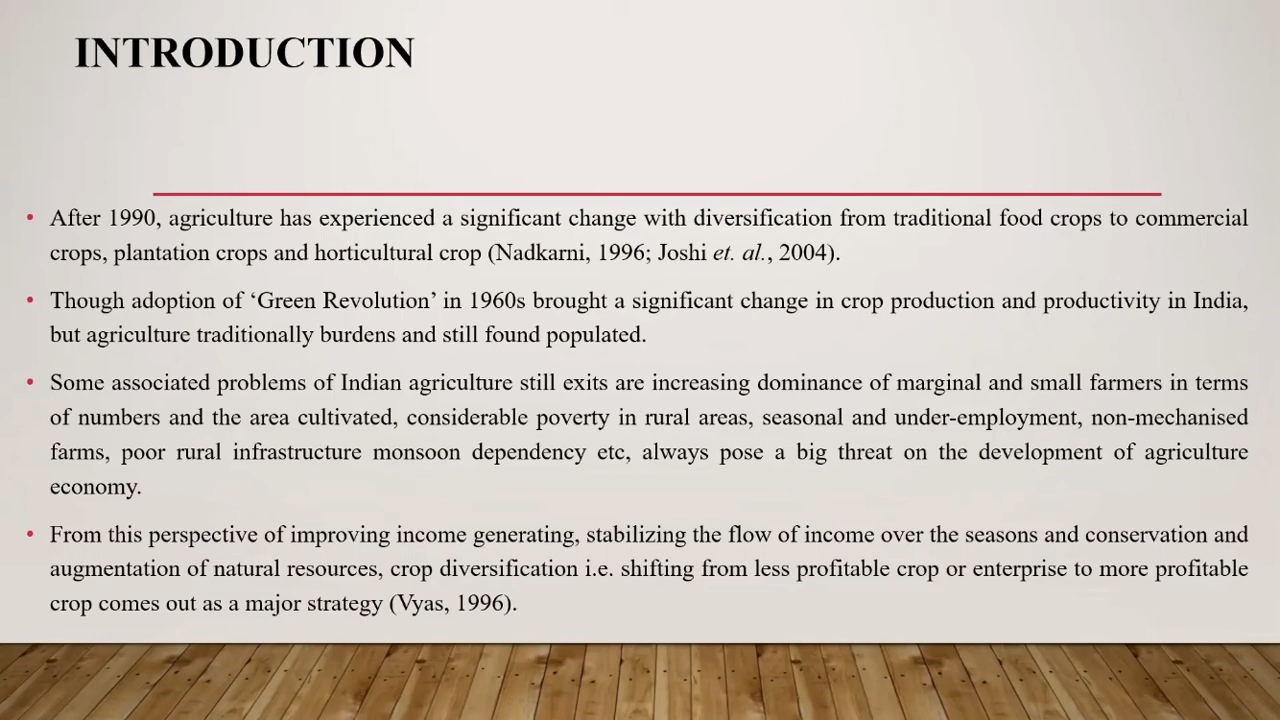 INTRODUCTION
• After 1990, agriculture has experienced a significant change with diversification from traditional food crops to commercial
crops, plantation crops and horticultural crop (Nadkarni, 1996; Joshi et. al., 2004).
• Though adoption of ‘Green Revolution’ in 1960s brought a significant change in crop production and productivity in India,
but agriculture traditionally burdens and still found populated.
• Some associated problems of Indian agriculture still exits are increasing dominance of marginal and small farmers in terms
of numbers and the area cultivated, considerable poverty in rural areas, seasonal and under-employment, non-mechanised
farms, poor rural infrastructure monsoon dependency etc, always pose a big threat on the development of agriculture
economy.
• From this perspective of improving income generating, stabilizing the flow of income over the seasons and conservation and
augmentation of natural resources, crop diversification i.e. shifting from less profitable crop or enterprise to more profitable
crop comes out as a major strategy (Vyas, 1996).